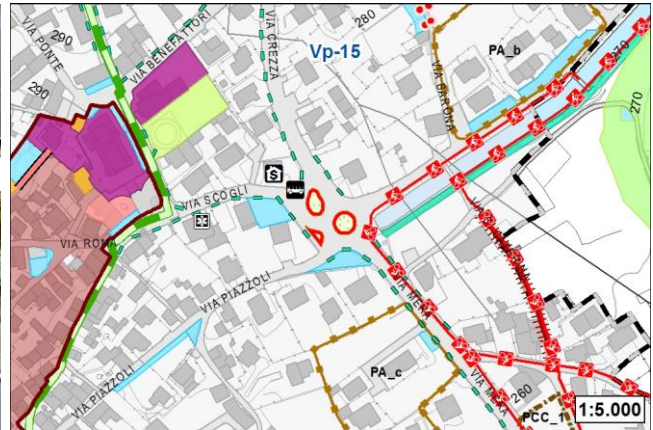 290
VIA PONTE
290
VIA BENEFATTORI
VIA CREZZA
280
Vp-15
VIA BARONA
PA_b
270
270
$
VIA SCOGLI
VIA ROMA
VIA PIAZZOLI
VIA PIAZZOLI
VIA MERA
PA_c
VIA MERA
260
PCC_1
1:5.000